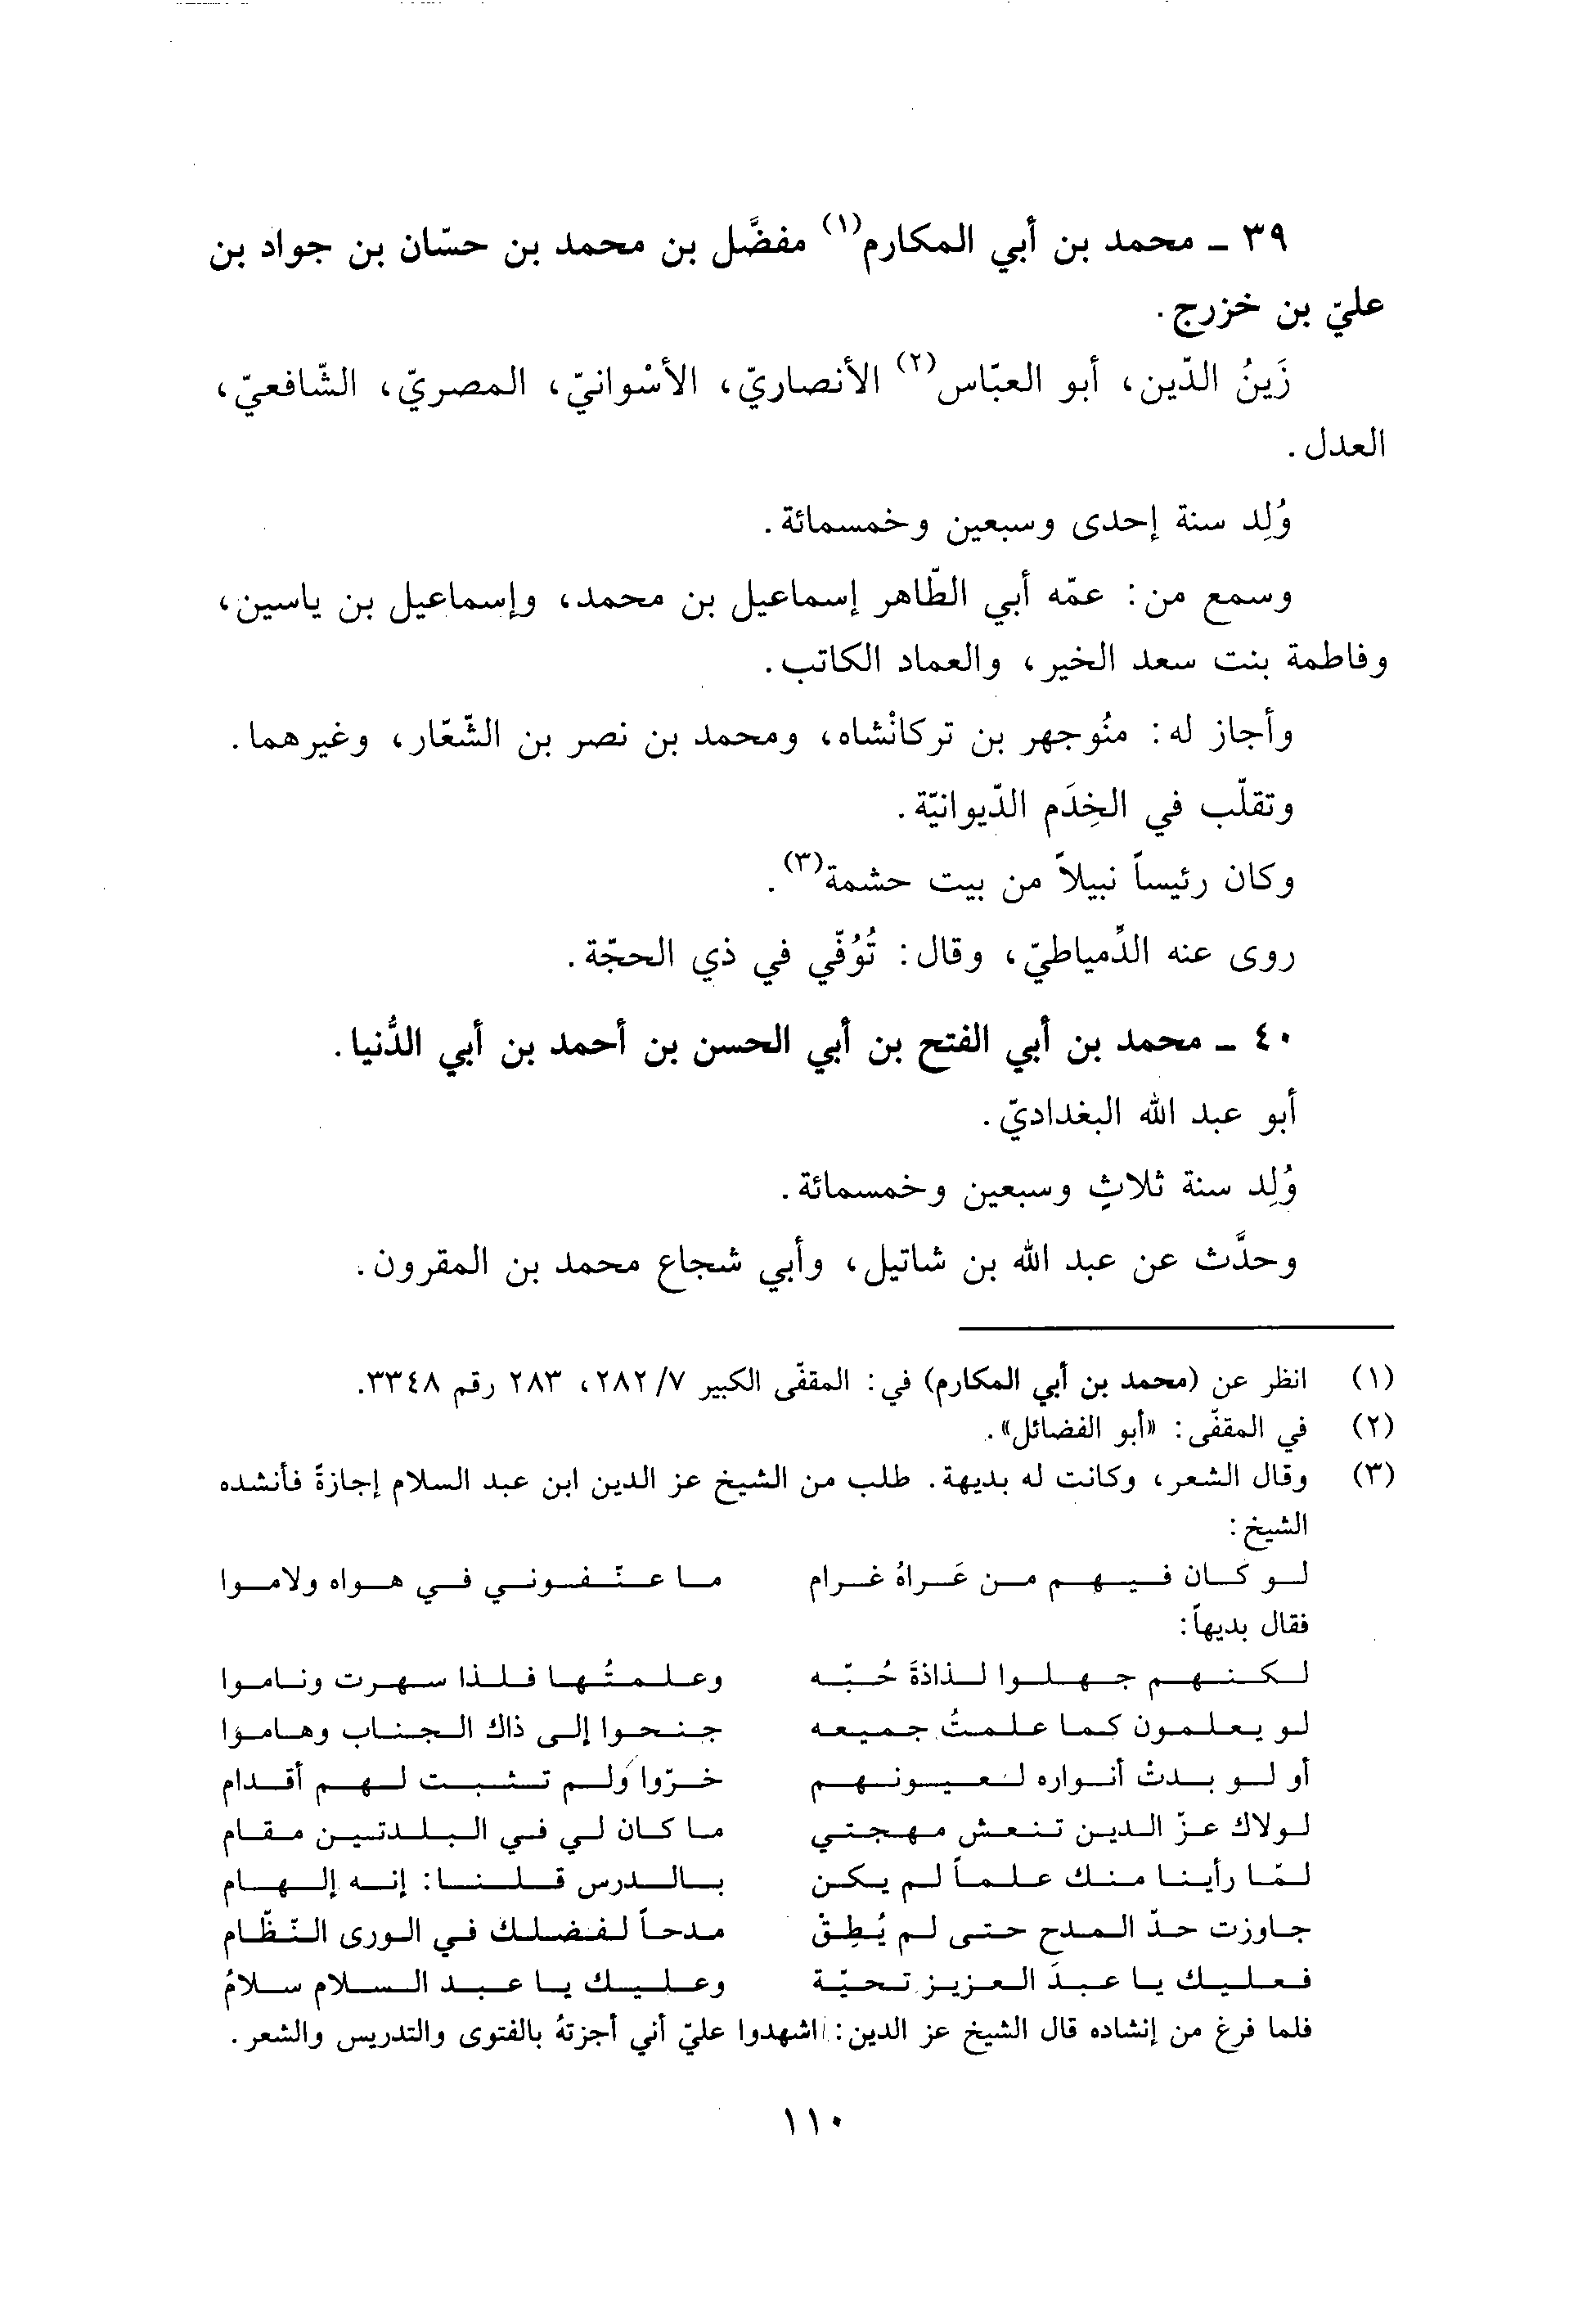 ٣٩ - محمد بن أبي المكارم(١) مفضَّل بن محمد بن حسّان بن جواد بن
عليّ بن خزرج.
زَينُ الدّين، أبو العبّاس(٢) الأنصاريّ، الأسْوانيّ، المصريّ، الشّافعيّ،
العدل.
وُلِد سنة إحدى وسبعين وخمسمائة.
وسمع من: عمّه أبي الطّاهر إسماعيل بن محمد، وإسماعيل بن ياسين،
وفاطمة بنت سعد الخير، والعماد الكاتب.
وأجاز له: منُوجهر بن تركانْشاه، ومحمد بن نصر بن الشّعّار، وغيرهما.
وتقلّب في الخِدَم الدّيوانيّة.
وكان رئيساً نبيلاً من بيت حشمة(٣).
روى عنه الدِّمياطيّ، وقال: تُوُفّي في ذي الحجّة.
٤٠ - محمد بن أبي الفتح بن أبي الحسن بن أحمد بن أبي الدُّنيا.
أبو عبد الله البغداديّ.
وُلِد سنة ثلاثٍ وسبعين وخمسمائة.
وحدَّث عن عبد الله بن شاتيل، وأبي شجاع محمد بن المقرون.
(١) انظر عن (محمد بن أبي المكارم) في: المقفّى الكبير ٧/ ٢٨٢، ٢٨٣ رقم ٣٣٤٨.
(٢) في المقفّى: «أبو الفضائل».
(٣) وقال الشعر، وكانت له بديهة. طلب من الشيخ عز الدين ابن عبد السلام إجازةً فأنشده
الشيخ:
لو كان فيهم من عَراهُ غرام ما عنّفوني في هواه ولاموا
فقال بديهاً:
لكنهم جهلوا لذاذةَ حُبّه وعلمتُها فلذا سهرت وناموا
لو يعلمون كما علمتُ جميعه جنحوا إلى ذاك الجناب وهاموا
أو لو بدتْ أنواره لعيونهم خرّوا ولم تثبت لهم أقدام
لولاك عزّ الدين تنعش مهجتي ما كان لي في البلدتين مقام
لمّا رأينا منك علماً لم يكن بالدرس قلنا: إنه إلهام
جاوزت حدّ المدح حتى لم يُطِقْ مدحاً لفضلك في الورى النّظّام
فعليك يا عبدَ العزيز تحيّة وعليك يا عبد السلام سلامُ
فلما فرغ من إنشاده قال الشيخ عز الدين: اشهدوا عليّ أني أجزتهُ بالفتوى والتدريس والشعر.
١١٠